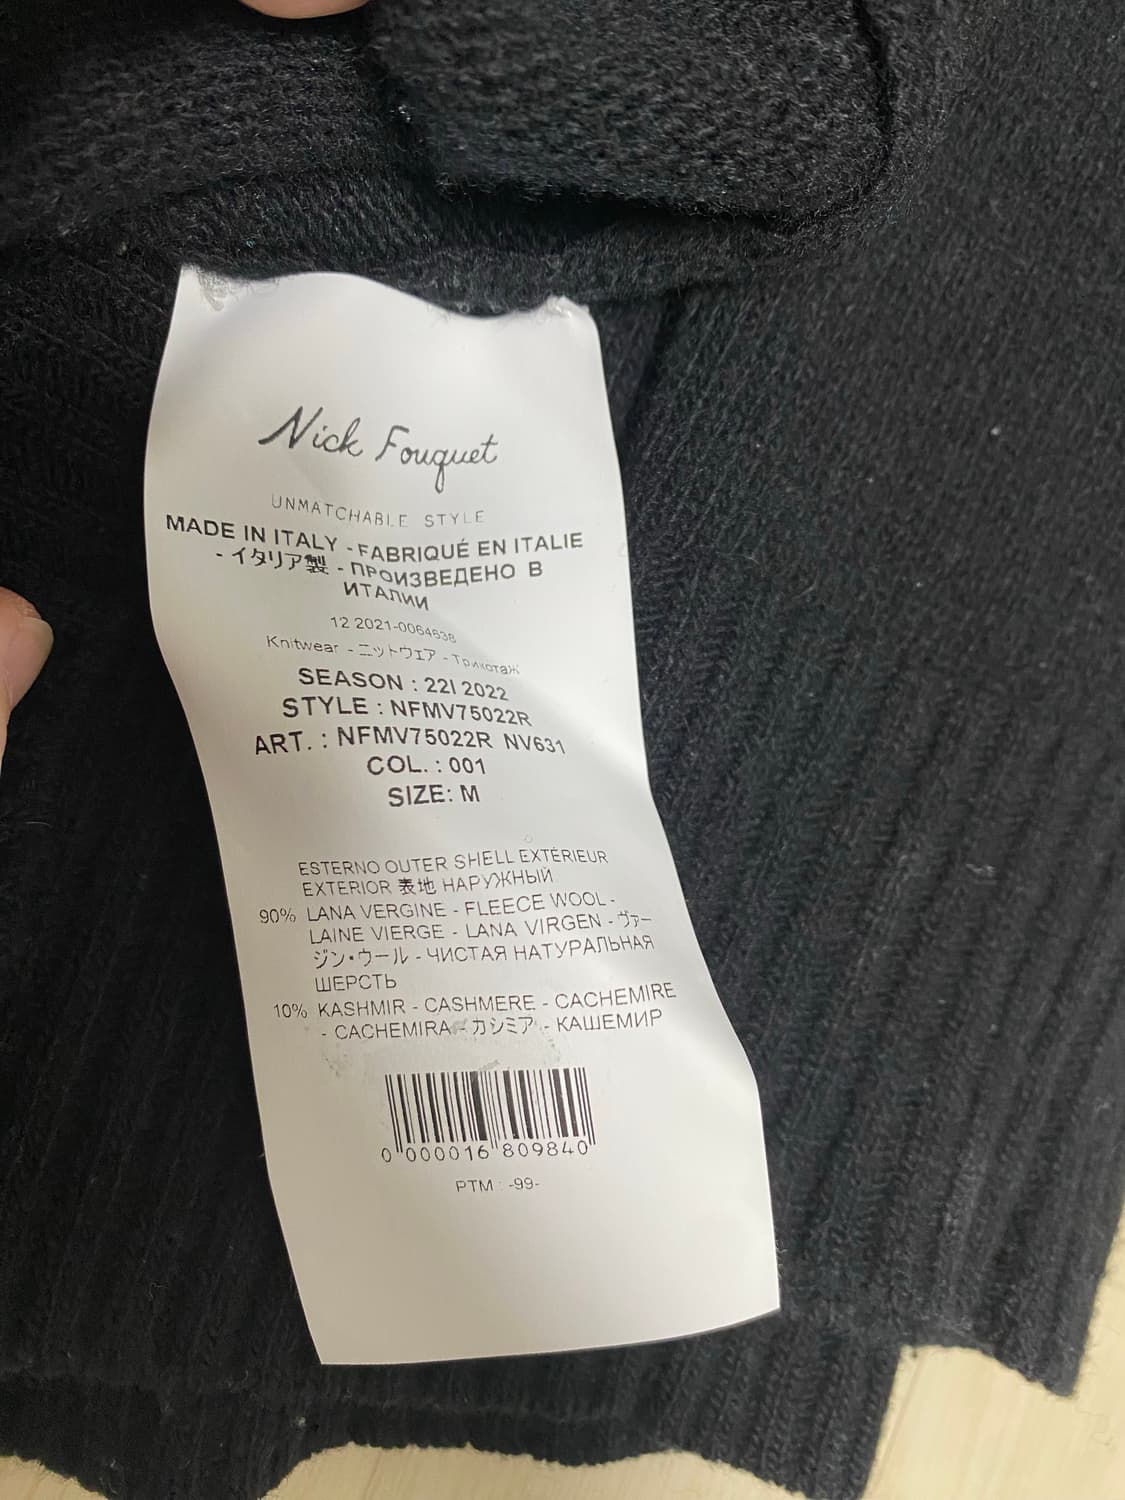 Nick Fouquet
UNMATCHABLE STYLE
MADE IN ITALY - FABRIQUÉ EN ITALIE
- イタリア製 - ПРОИЗВЕДЕНО В
ИТАЛИИ
12 2021-0064638
Knitwear - ニットウェア - Трикотаж
SEASON : 22I 2022
STYLE : NFMV75022R
ART. : NFMV75022R NV631
COL. : 001
SIZE: M
ESTERNO OUTER SHELL EXTÉRIEUR
EXTERIOR 表地 НАРУЖНЫЙ
90% LANA VERGINE - FLEECE WOOL -
LAINE VIERGE - LANA VIRGEN - ヴァー
ジン・ウール - ЧИСТАЯ НАТУРАЛЬНАЯ
ШЕРСТЬ
10% KASHMIR - CASHMERE - CACHEMIRE
- CACHEMIRA - カシミア - КАШЕМИР
0 000016 809840
PTM : -99-